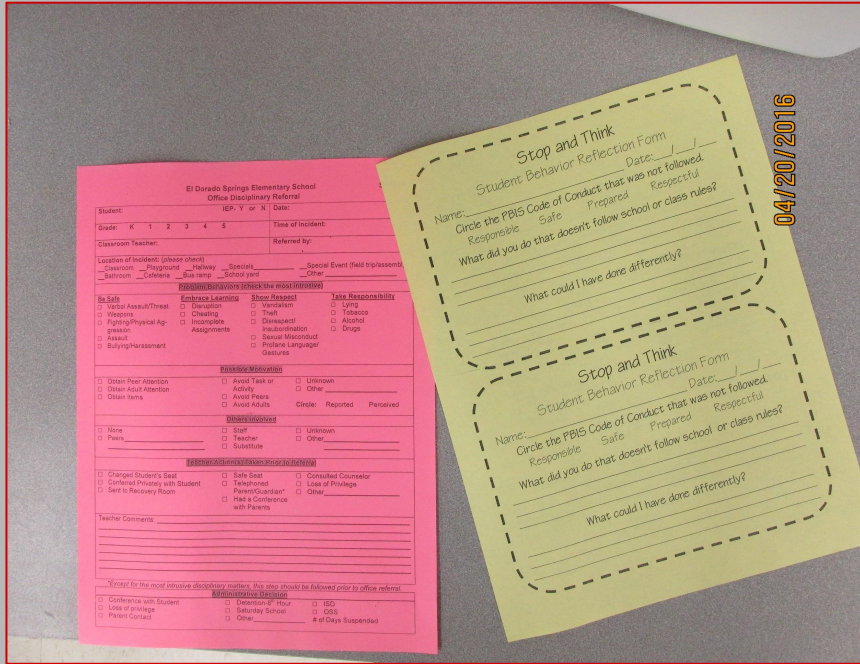 El Dorado Springs Elementary School
Office Disciplinary Referral
Student: IEP- Y or N Date:
Grade: K 1 2 3 4 5 Time of Incident:
Classroom Teacher: Referred by:
Location of Incident: (please check)
__Classroom __Playground __Hallway __Specials________ __Special Event (field trip/assembl
__Bathroom __Cafeteria __Bus ramp __School yard __Other
Problem Behaviors (check the most intrusive)
Be Safe Embrace Learning Show Respect Take Responsibility
□ Verbal Assault/Threat □ Disruption □ Vandalism □ Lying
□ Weapons □ Cheating □ Theft □ Tobacco
□ Fighting/Physical Ag- □ Incomplete □ Disrespect/ □ Alcohol
gression Assignments Insubordination □ Drugs
□ Assault □ Sexual Misconduct
□ Bullying/Harassment □ Profane Language/
Gestures
Possible Motivation
□ Obtain Peer Attention □ Avoid Task or □ Unknown
□ Obtain Adult Attention Activity □ Other
□ Obtain Items □ Avoid Peers
□ Avoid Adults Circle: Reported Perceived
Others Involved
□ None □ Staff □ Unknown
□ Peers □ Teacher □ Other
□ Substitute
Teacher Actions Taken Prior to Referral
□ Changed Student's Seat □ Safe Seat □ Consulted Counselor
□ Conferred Privately with Student □ Telephoned □ Loss of Privilege
□ Sent to Recovery Room Parent/Guardian* □ Other
□ Had a Conference
with Parents
Teacher Comments:
*Except for the most intrusive disciplinary matters, this step should be followed prior to office referral.
Administrative Decision
□ Conference with Student □ Detention-8th Hour □ ISD
□ Loss of privilege □ Saturday School □ OSS
□ Parent Contact □ Other # of Days Suspended
Stop and Think
Student Behavior Reflection Form
Name: Date:__/__/__
Circle the PBIS Code of Conduct that was not followed.
Responsible Safe Prepared Respectful
What did you do that doesn't follow school or class rules?
What could I have done differently?
Stop and Think
Student Behavior Reflection Form
Name: Date:__/__/__
Circle the PBIS Code of Conduct that was not followed.
Responsible Safe Prepared Respectful
What did you do that doesn't follow school or class rules?
What could I have done differently?
04/20/2016